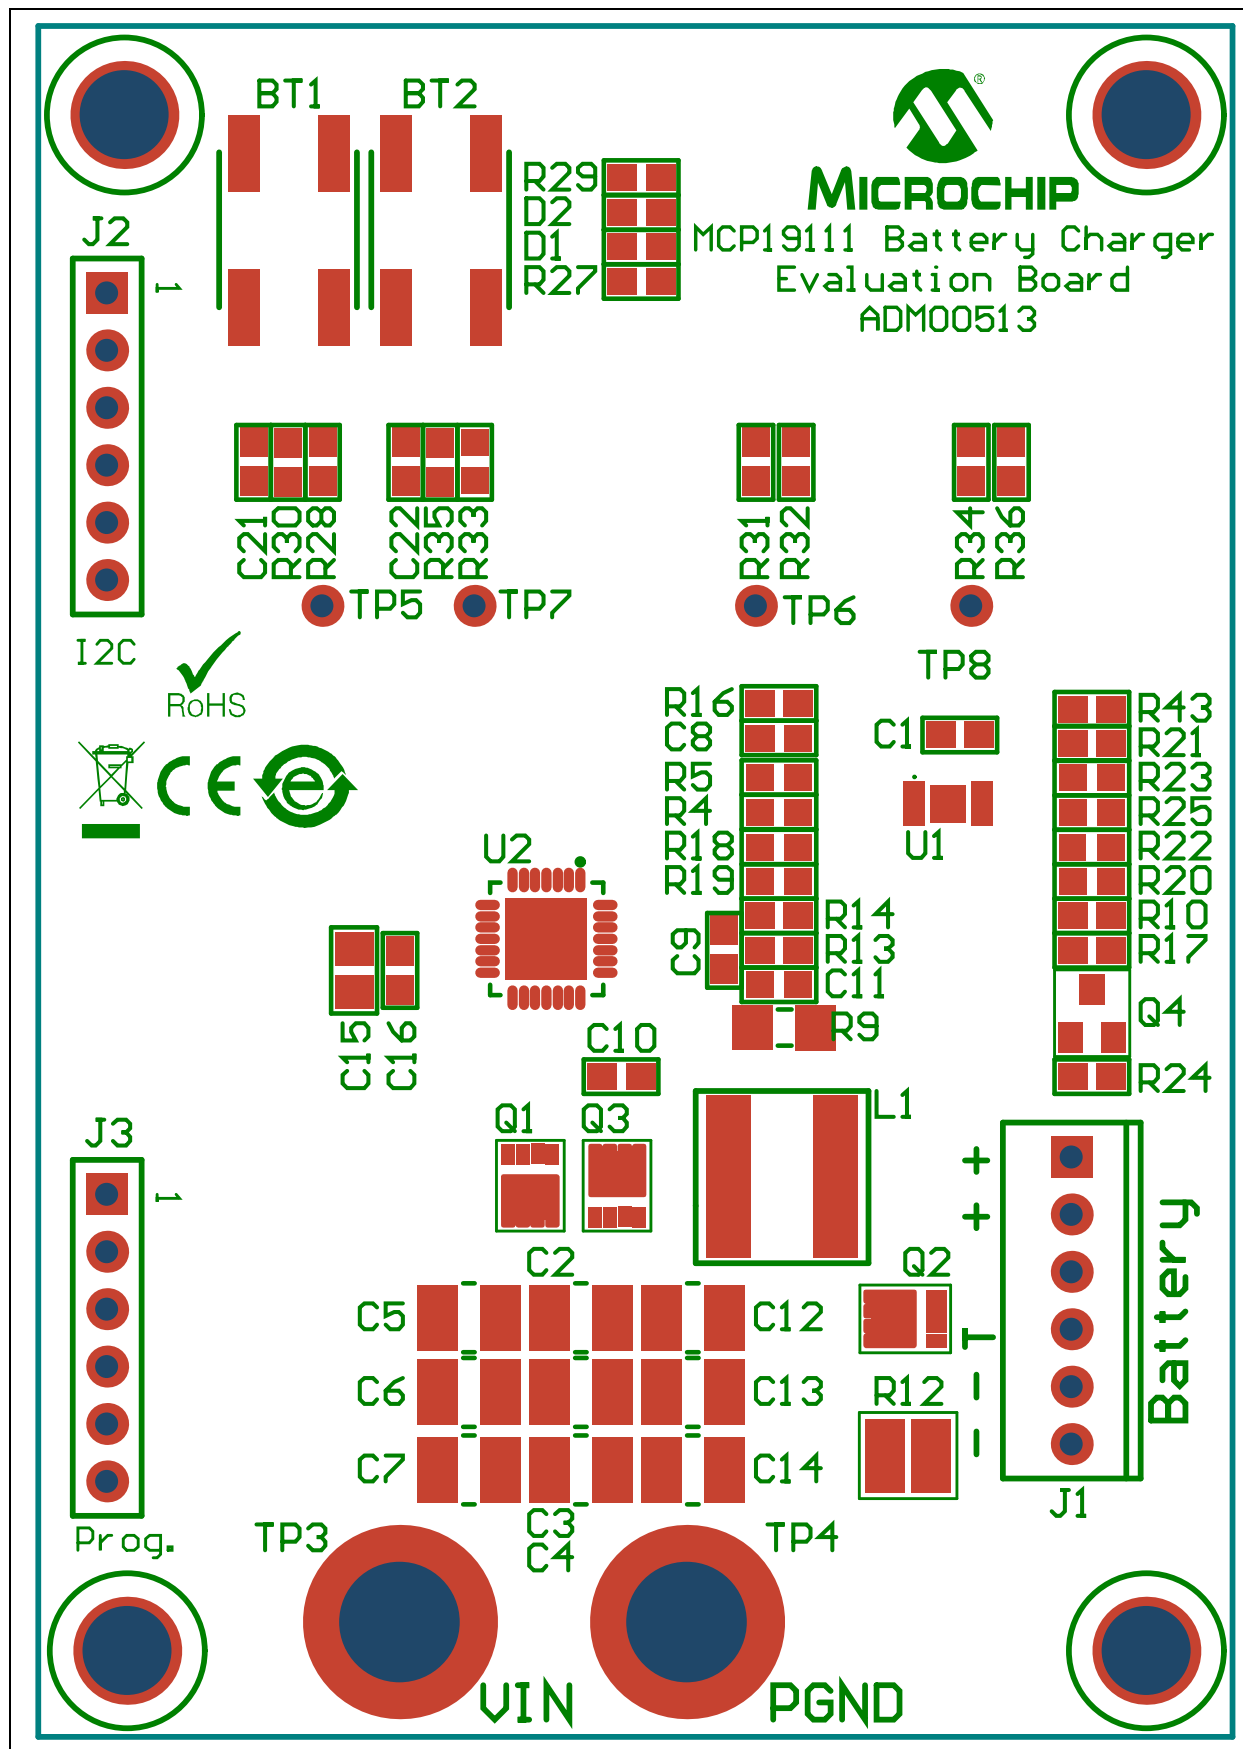 BT1 BT2
®
MICROCHIP
MCP19111 Battery Charger
Evaluation Board
ADM00513
R29
D2
D1
R27
J2
1
C21
R30
R28
C22
R35
R33
R31
R32
R34
R36
TP5
TP7
TP6
TP8
I2C
RoHS
CE
e
R16
C8
R5
R4
R18
R19
R14
R13
C11
C9
R9
C1
U1
R43
R21
R23
R25
R22
R20
R10
R17
Q4
R24
U2
C15
C16
C10
Q1 Q3
L1
J3
1
Prog.
C2
C5
C6
C7
C12
C13
C14
C3
C4
Q2
R12
+
+
T
-
-
Battery
J1
TP3
TP4
VIN
PGND